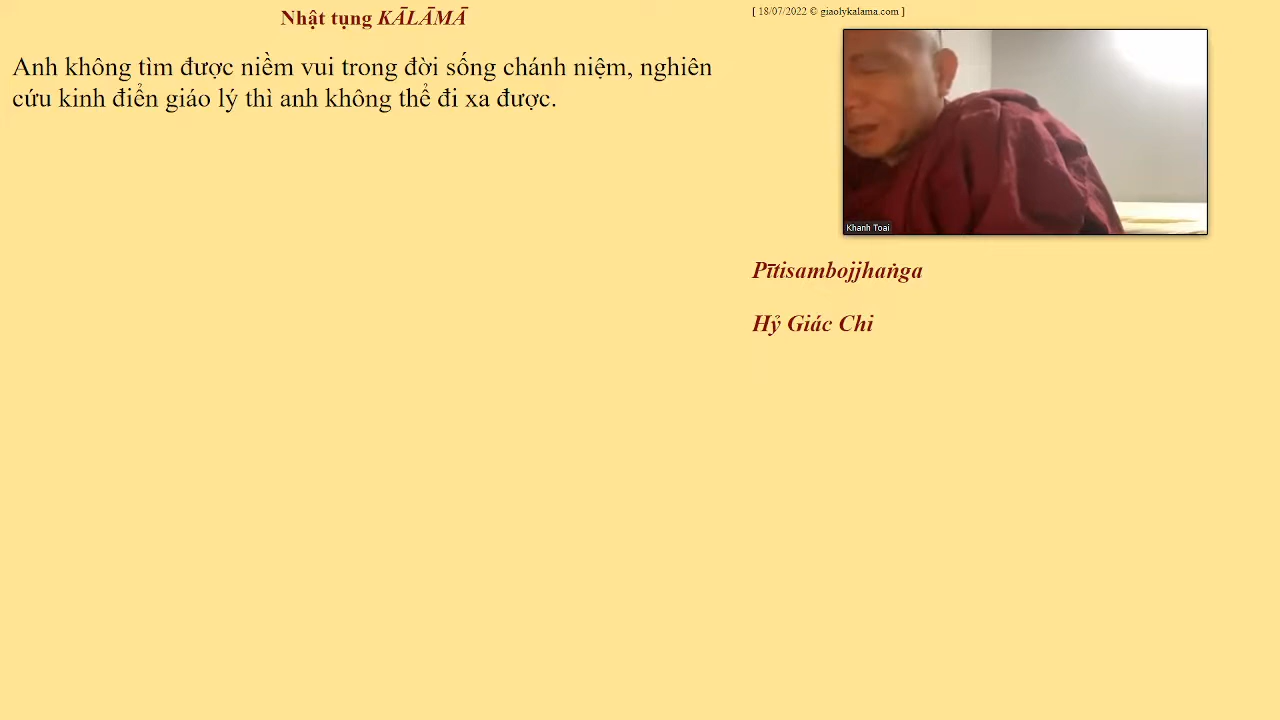 Nhật tụng KĀLĀMĀ
Anh không tìm được niềm vui trong đời sống chánh niệm, nghiên
cứu kinh điển giáo lý thì anh không thể đi xa được.
[ 18/07/2022 © giaolykalama.com ]
Khanh Toai
Pītisambojjhaṅga
Hỷ Giác Chi